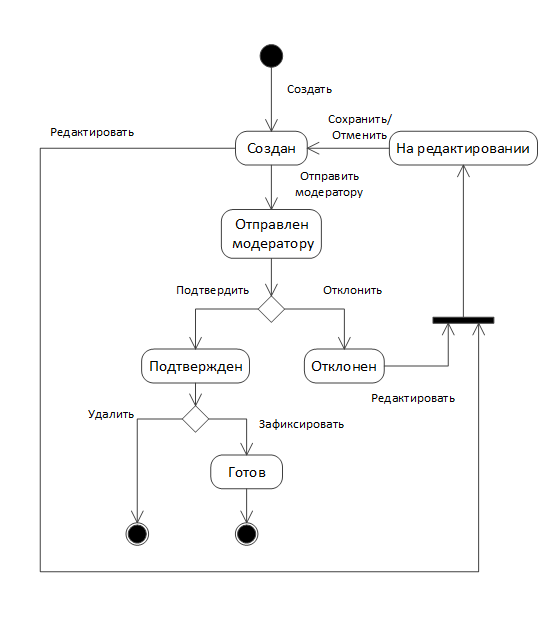 Создать
Сохранить/
Отменить
Редактировать
Создан
На редактировании
Отправить
модератору
Отправлен
модератору
Подтвердить
Отклонить
Подтвержден
Отклонен
Редактировать
Удалить
Зафиксировать
Готов